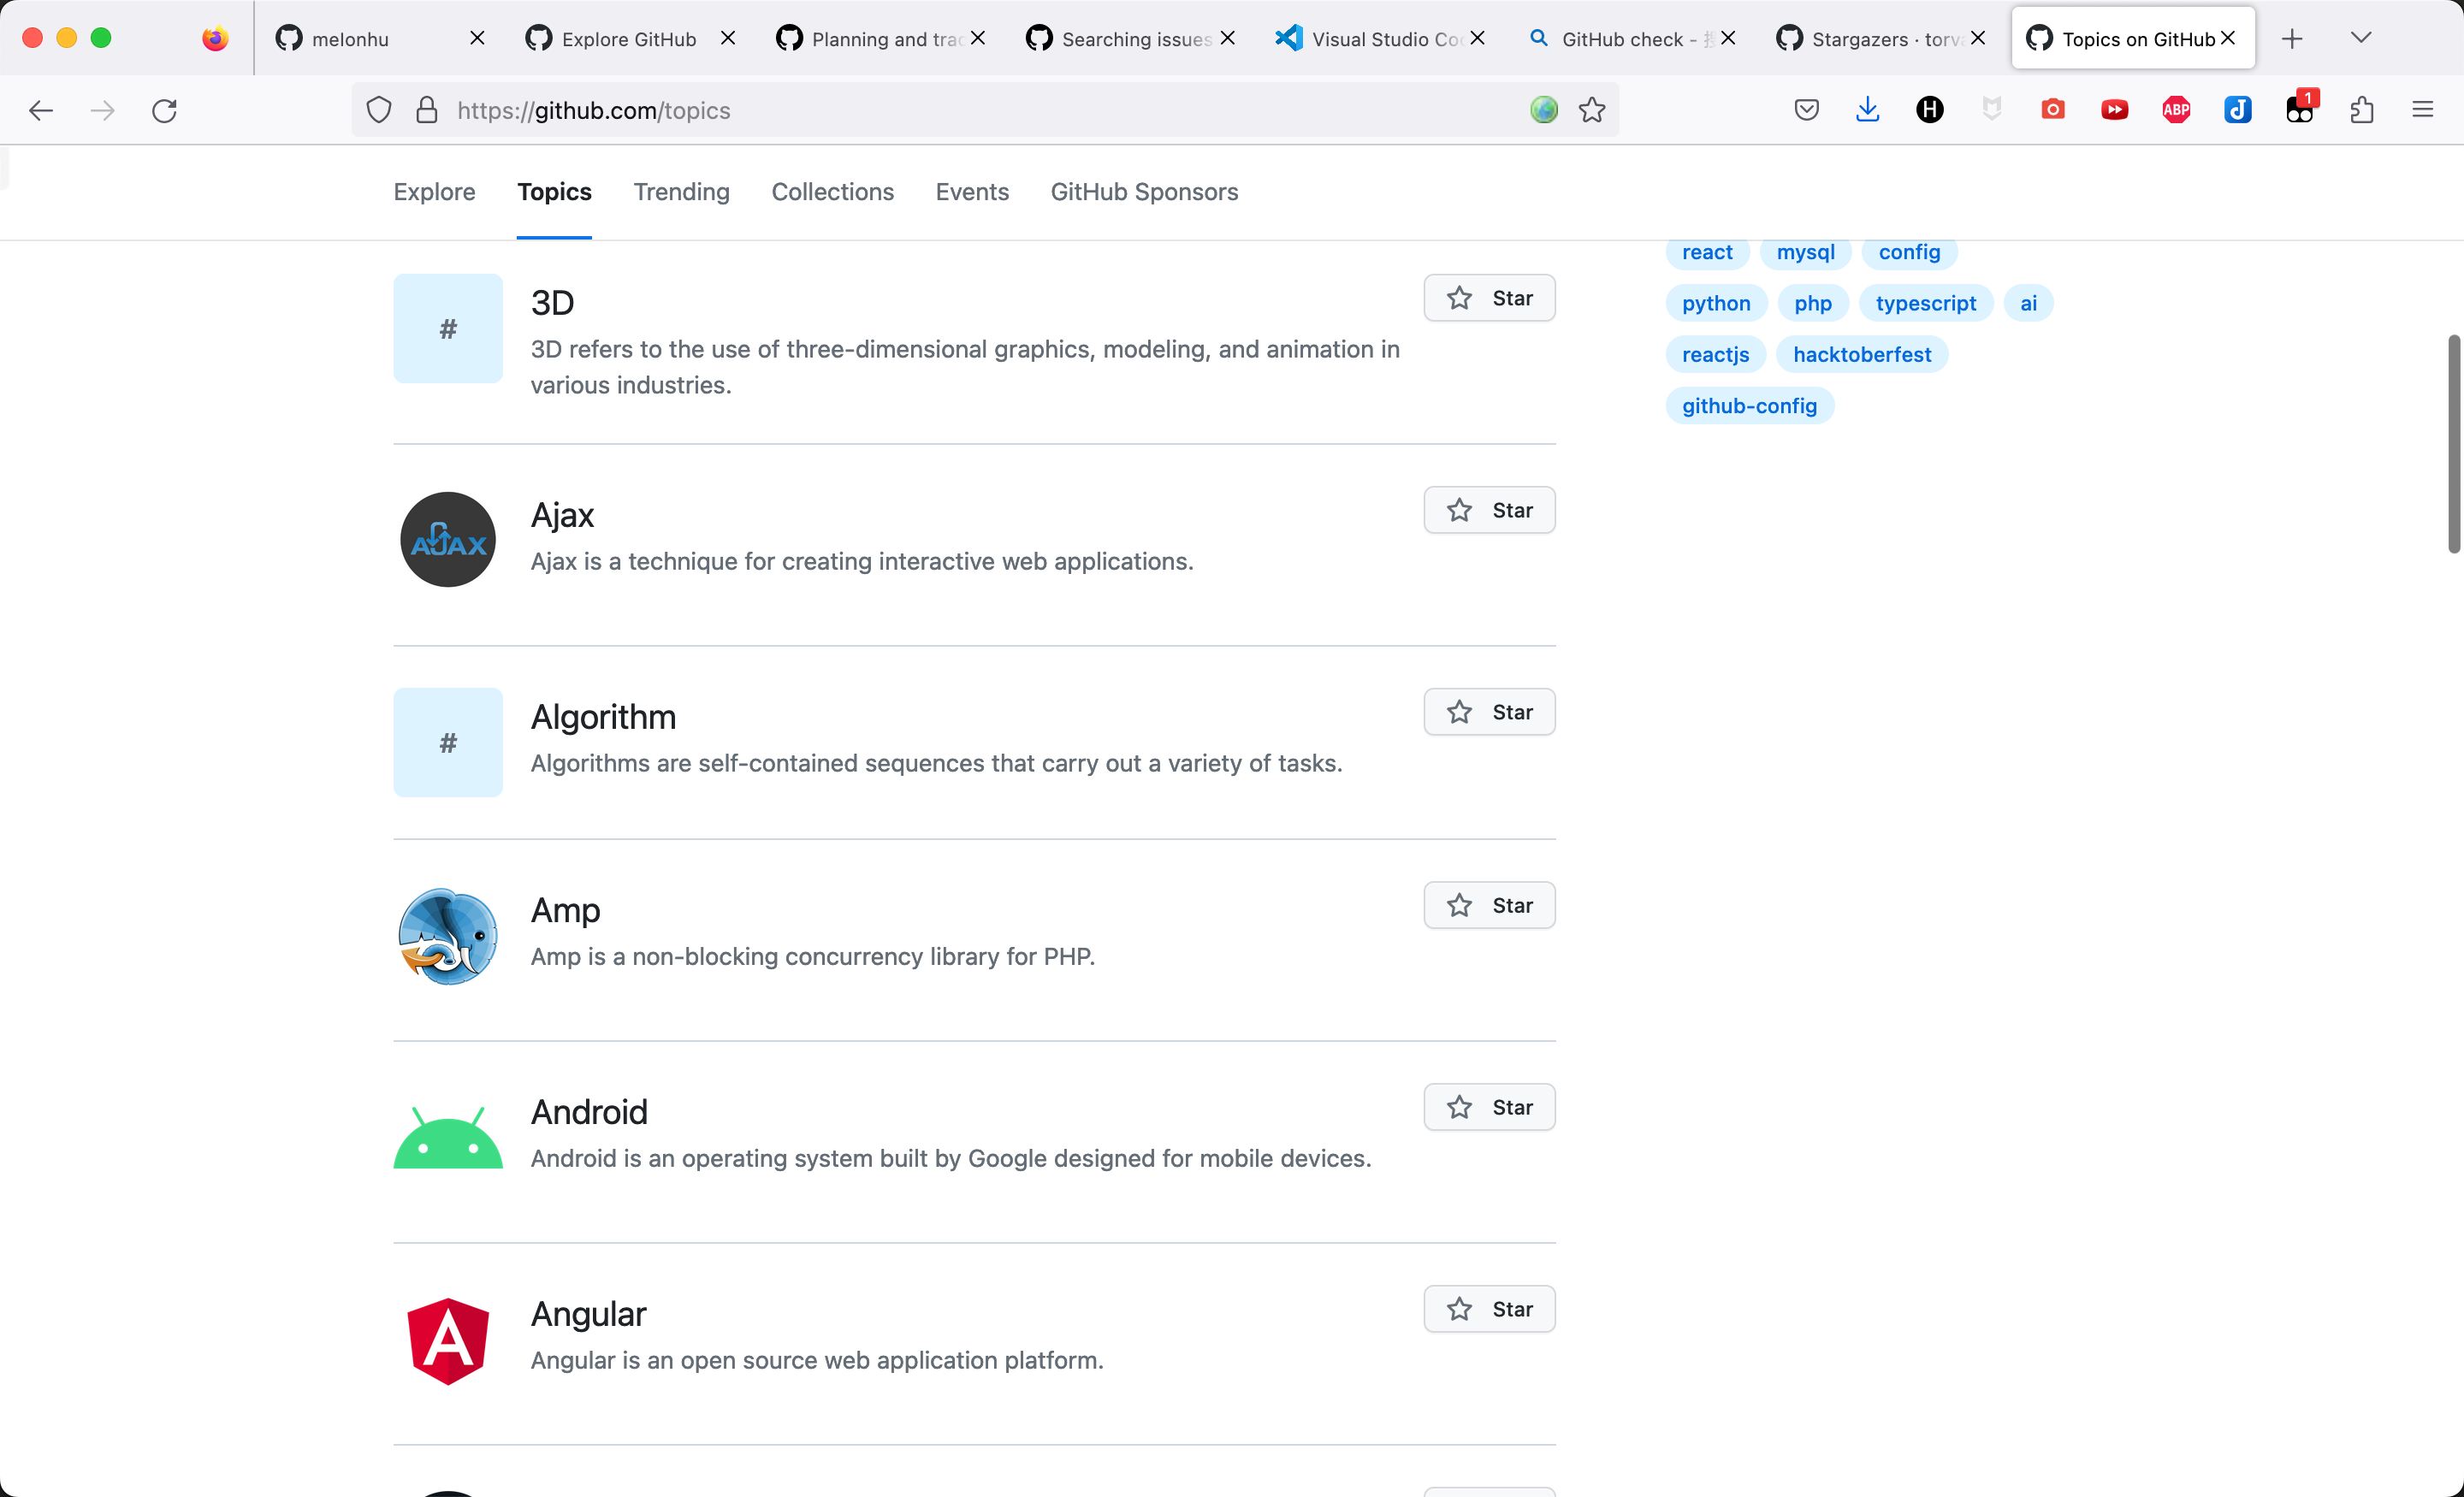 melonhu
Explore GitHub
Planning and trac
Searching issues
Visual Studio Co
GitHub check -
Stargazers · torv
Topics on GitHub
https://github.com/topics
H
ABP
1
Explore
Topics
Trending
Collections
Events
GitHub Sponsors
react
mysql
config
python
php
typescript
ai
reactjs
hacktoberfest
github-config
#
3D
Star
3D refers to the use of three-dimensional graphics, modeling, and animation in
various industries.
AJAX
Ajax
Star
Ajax is a technique for creating interactive web applications.
#
Algorithm
Star
Algorithms are self-contained sequences that carry out a variety of tasks.
Amp
Star
Amp is a non-blocking concurrency library for PHP.
Android
Star
Android is an operating system built by Google designed for mobile devices.
A
Angular
Star
Angular is an open source web application platform.